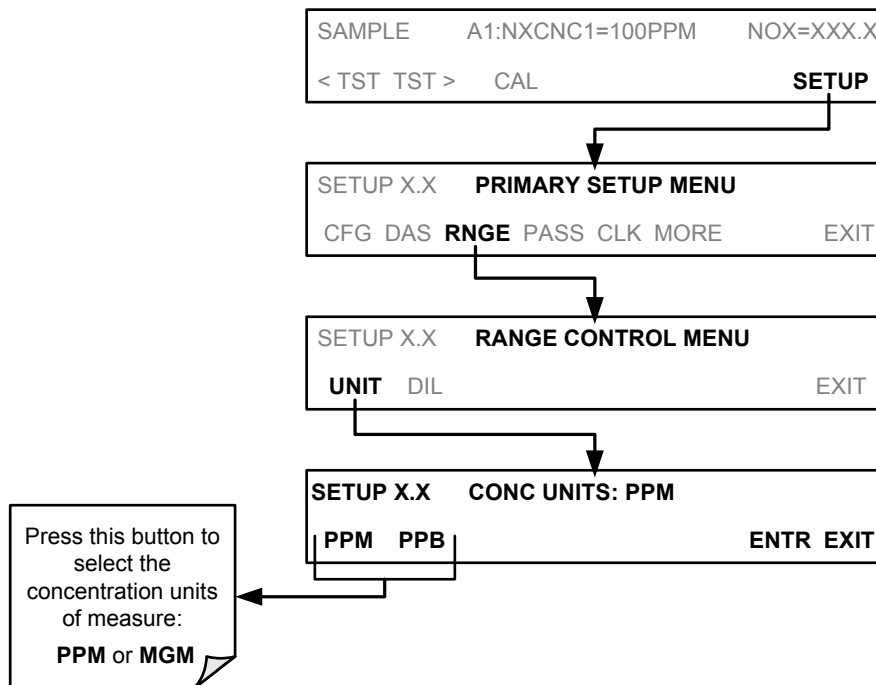 SAMPLE A1:NXCNC1=100PPM NOX=XXX.X
< TST TST > CAL SETUP
SETUP X.X PRIMARY SETUP MENU
CFG DAS RNGE PASS CLK MORE EXIT
SETUP X.X RANGE CONTROL MENU
UNIT DIL EXIT
SETUP X.X CONC UNITS: PPM
PPM PPB ENTR EXIT
Press this button to
select the
concentration units
of measure:
PPM or MGM